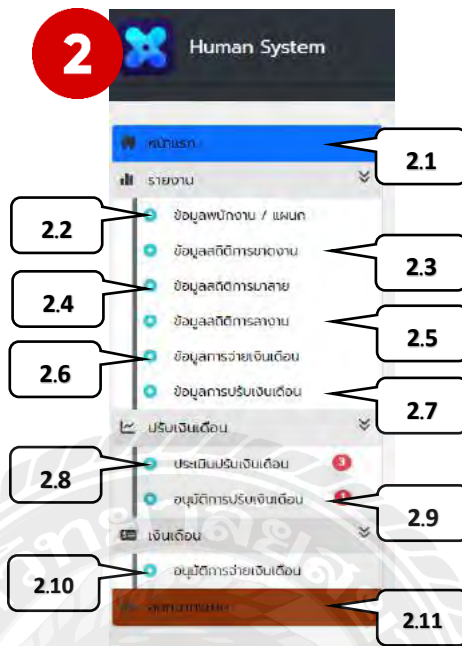 2
Human System
หน้าแรก
2.1
รายงาน
ข้อมูลพนักงาน / แผนก
2.2
ข้อมูลสถิติการขาดงาน
2.3
ข้อมูลสถิติการมาสาย
2.4
ข้อมูลสถิติการลางาน
2.5
ข้อมูลการจ่ายเงินเดือน
2.6
ข้อมูลการปรับเงินเดือน
2.7
ปรับเงินเดือน
ประเมินปรับเงินเดือน 3
2.8
อนุมัติการปรับเงินเดือน
2.9
เงินเดือน
อนุมัติการจ่ายเงินเดือน
2.10
2.11